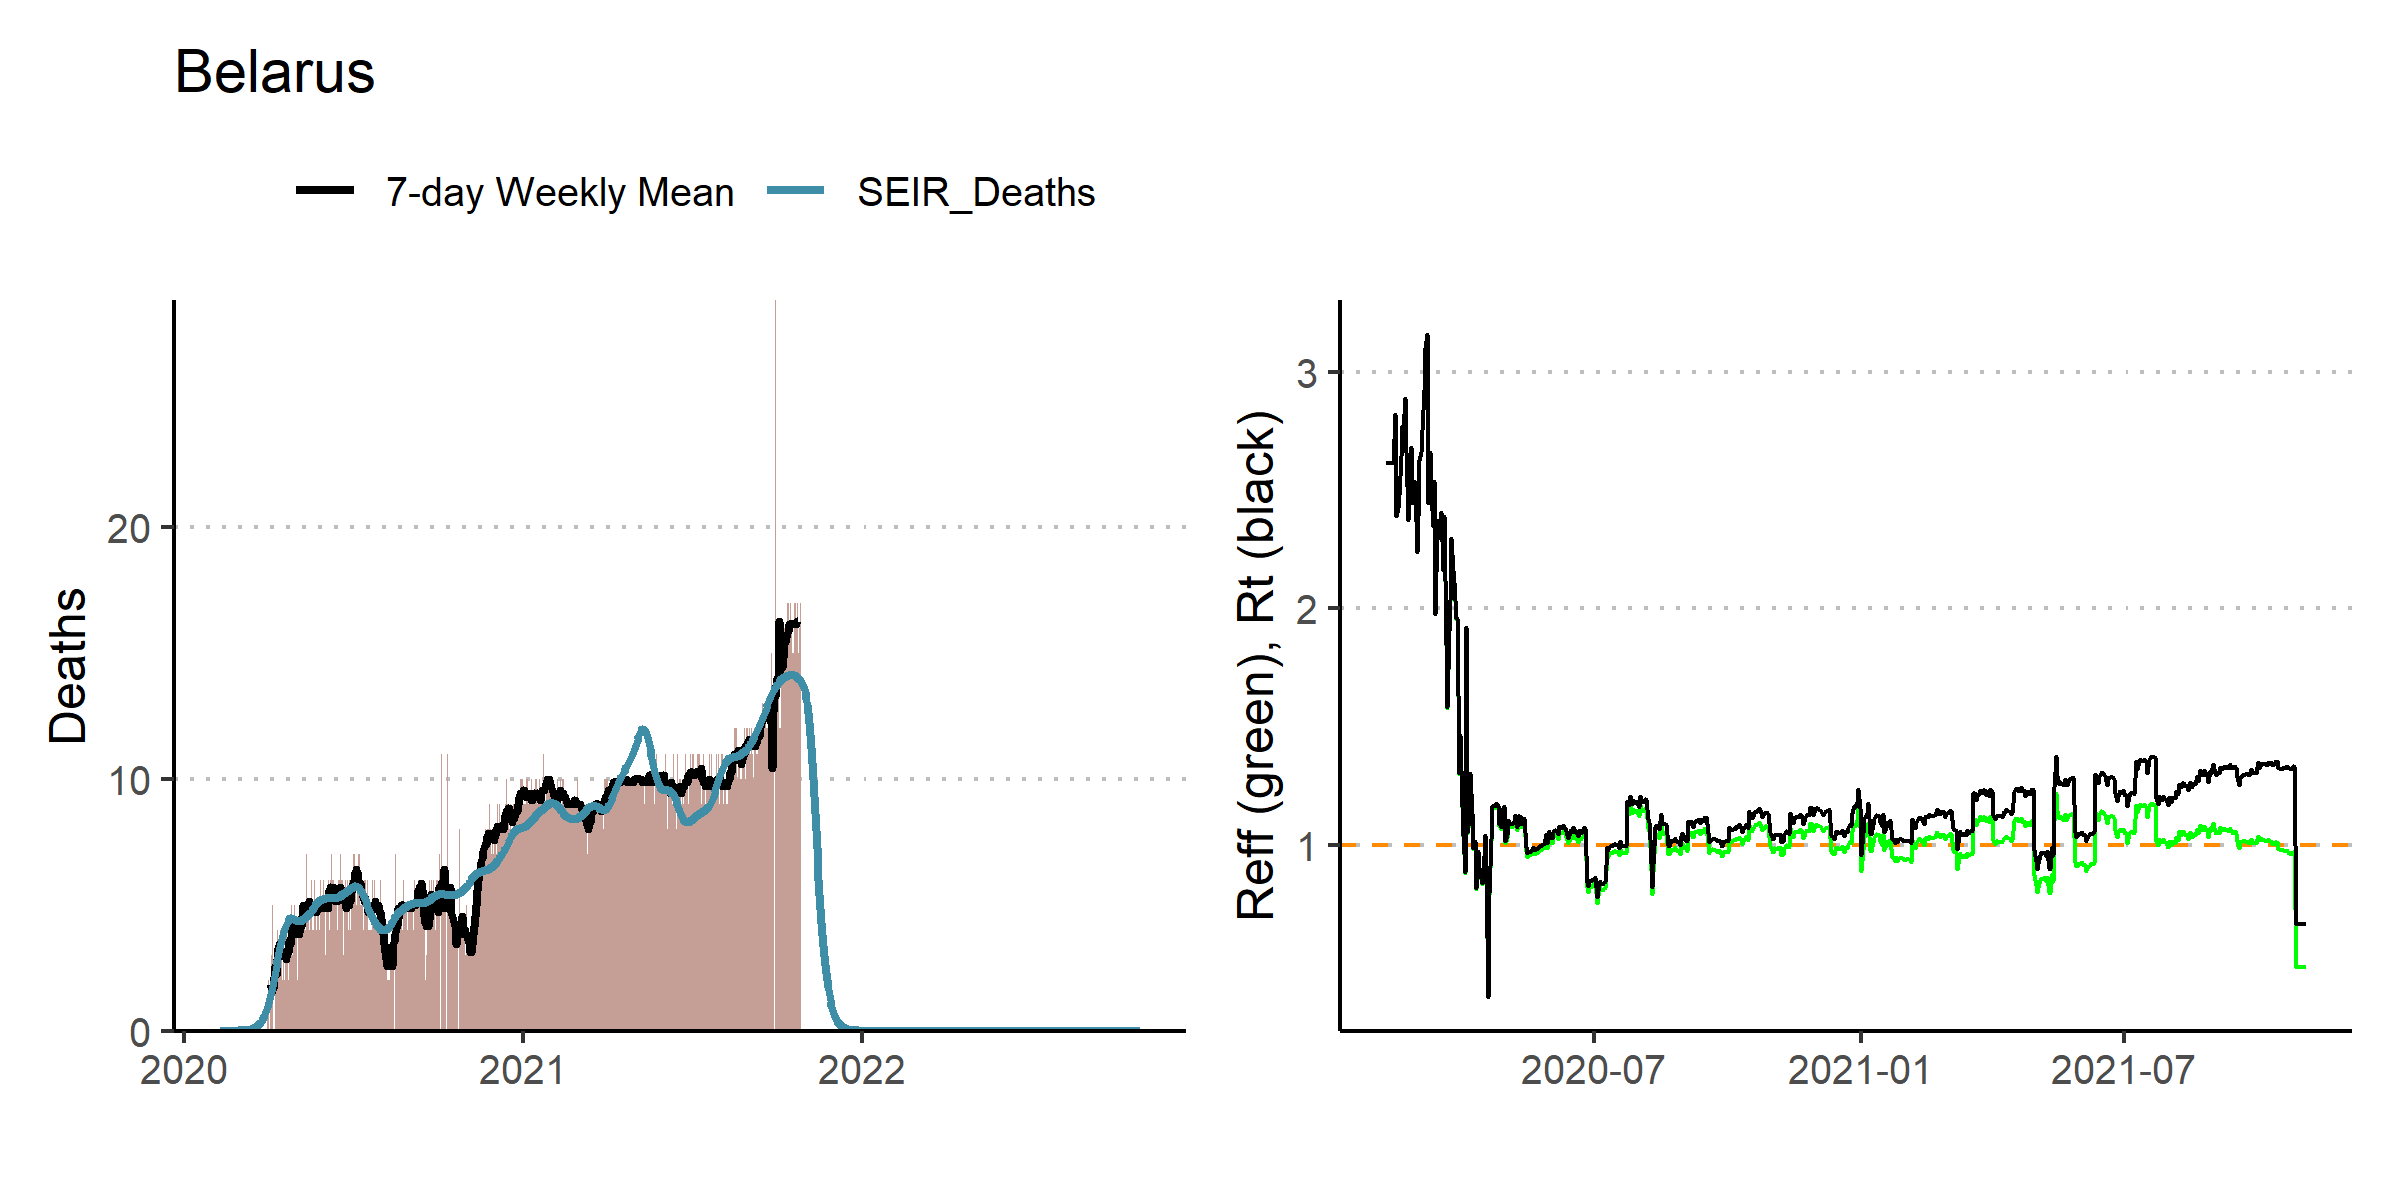 Belarus
7-day Weekly Mean SEIR_Deaths
Deaths
20
10
0
2020 2021 2022
Reff (green), Rt (black)
3
2
1
2020-07 2021-01 2021-07